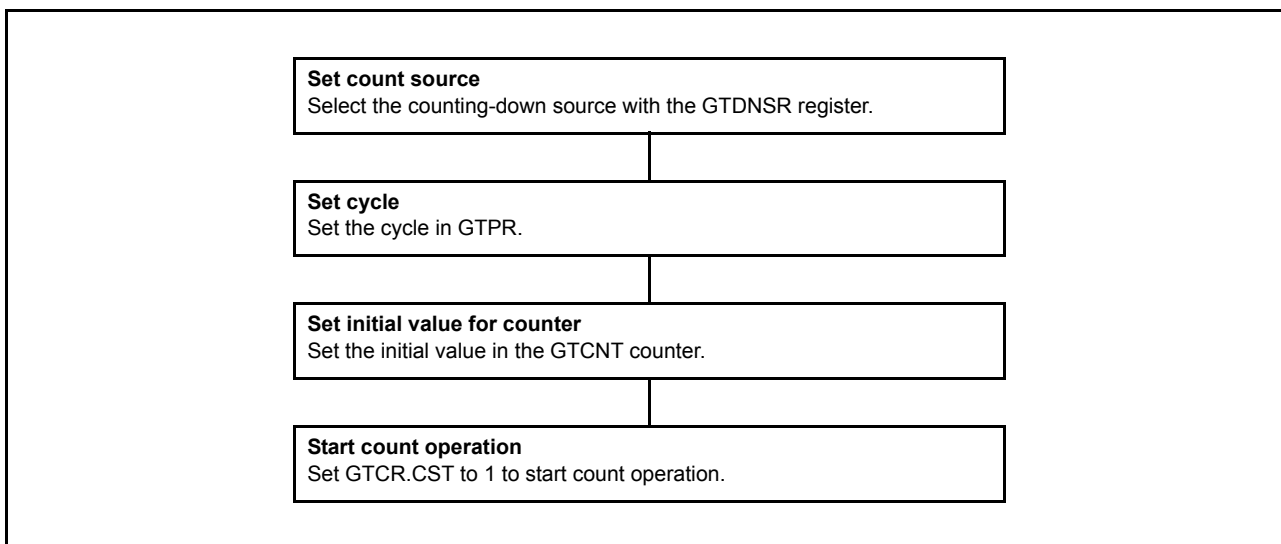 Set count source
Select the counting-down source with the GTDNSR register.
Set cycle
Set the cycle in GTPR.
Set initial value for counter
Set the initial value in the GTCNT counter.
Start count operation
Set GTCR.CST to 1 to start count operation.